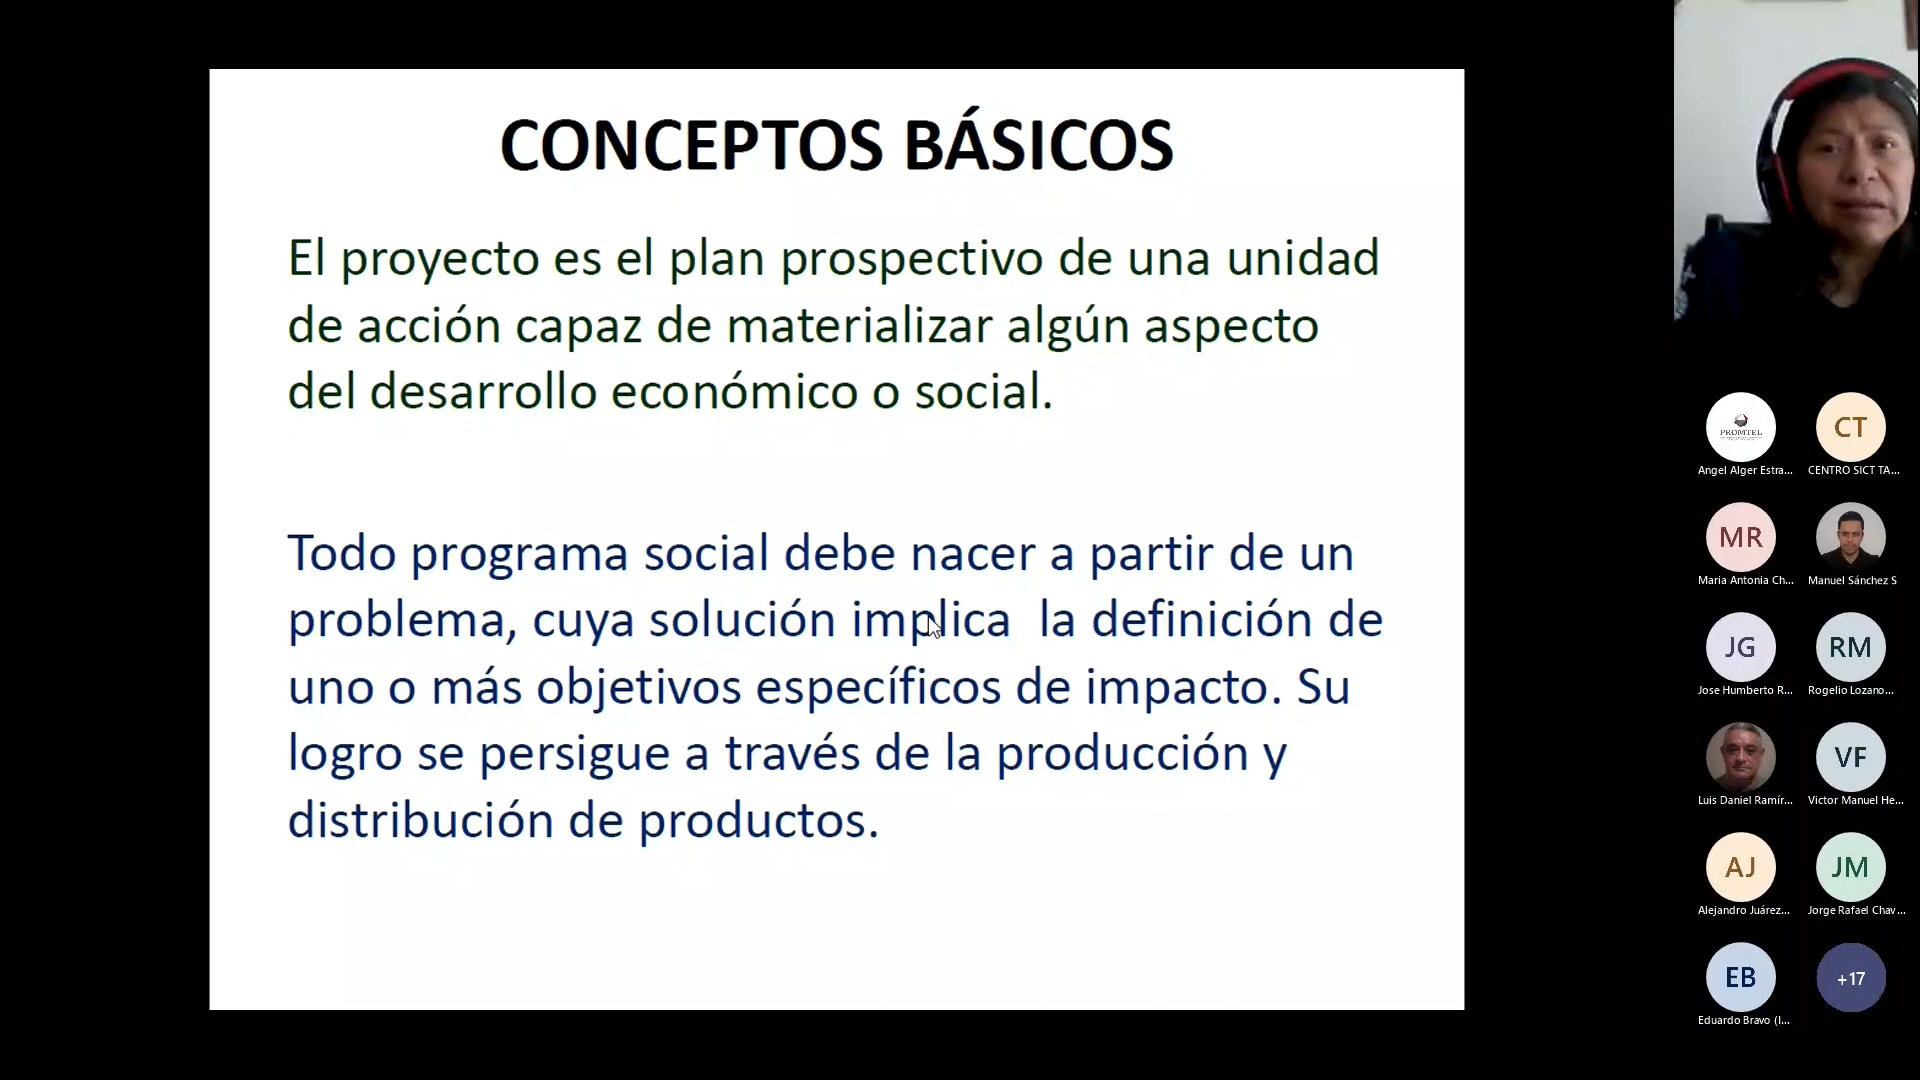 CONCEPTOS BÁSICOS
El proyecto es el plan prospectivo de una unidad
de acción capaz de materializar algún aspecto
del desarrollo económico o social.
Todo programa social debe nacer a partir de un
problema, cuya solución implica la definición de
uno o más objetivos específicos de impacto. Su
logro se persigue a través de la producción y
distribución de productos.
PROMTEL
CT
Angel Alger Estra...
CENTRO SICT TA...
MR
Maria Antonia Ch...
Manuel Sánchez S
JG
RM
Jose Humberto R...
Rogelio Lozano...
VF
Luis Daniel Ramír...
Victor Manuel He...
AJ
JM
Alejandro Juárez...
Jorge Rafael Chav...
EB
+17
Eduardo Bravo (I...